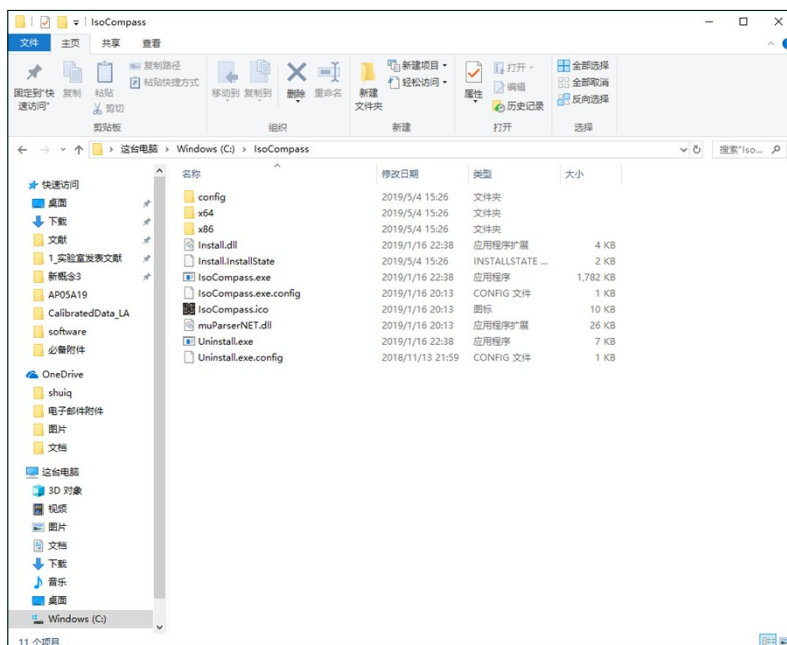 IsoCompass
文件 主页 共享 查看
固定到"快速访问" 复制 粘贴 复制路径 粘贴快捷方式 剪切
移动到 复制到 删除 重命名
新建文件夹 新建项目 轻松访问
属性 打开 编辑 历史记录
全部选择 全部取消 反向选择
剪贴板 组织 新建 打开 选择
这台电脑 Windows (C:) IsoCompass 搜索"Iso...
名称 修改日期 类型 大小
config 2019/5/4 15:26 文件夹
x64 2019/5/4 15:26 文件夹
x86 2019/5/4 15:26 文件夹
Install.dll 2019/1/16 22:38 应用程序扩展 4 KB
Install.InstallState 2019/5/4 15:26 INSTALLSTATE ... 2 KB
IsoCompass.exe 2019/1/16 22:38 应用程序 1,782 KB
IsoCompass.exe.config 2019/1/16 20:13 CONFIG 文件 1 KB
IsoCompass.ico 2019/1/16 20:13 图标 10 KB
muParserNET.dll 2019/1/16 20:13 应用程序扩展 26 KB
Uninstall.exe 2019/1/16 22:38 应用程序 7 KB
Uninstall.exe.config 2018/11/13 21:59 CONFIG 文件 1 KB
快速访问
桌面
下载
文献
1_实验室发表文献
新概念3
AP05A19
CalibratedData_LA
software
必备附件
OneDrive
shuiq
电子邮件附件
图片
文档
这台电脑
3D 对象
视频
图片
文档
下载
音乐
桌面
Windows (C:)
11 个项目